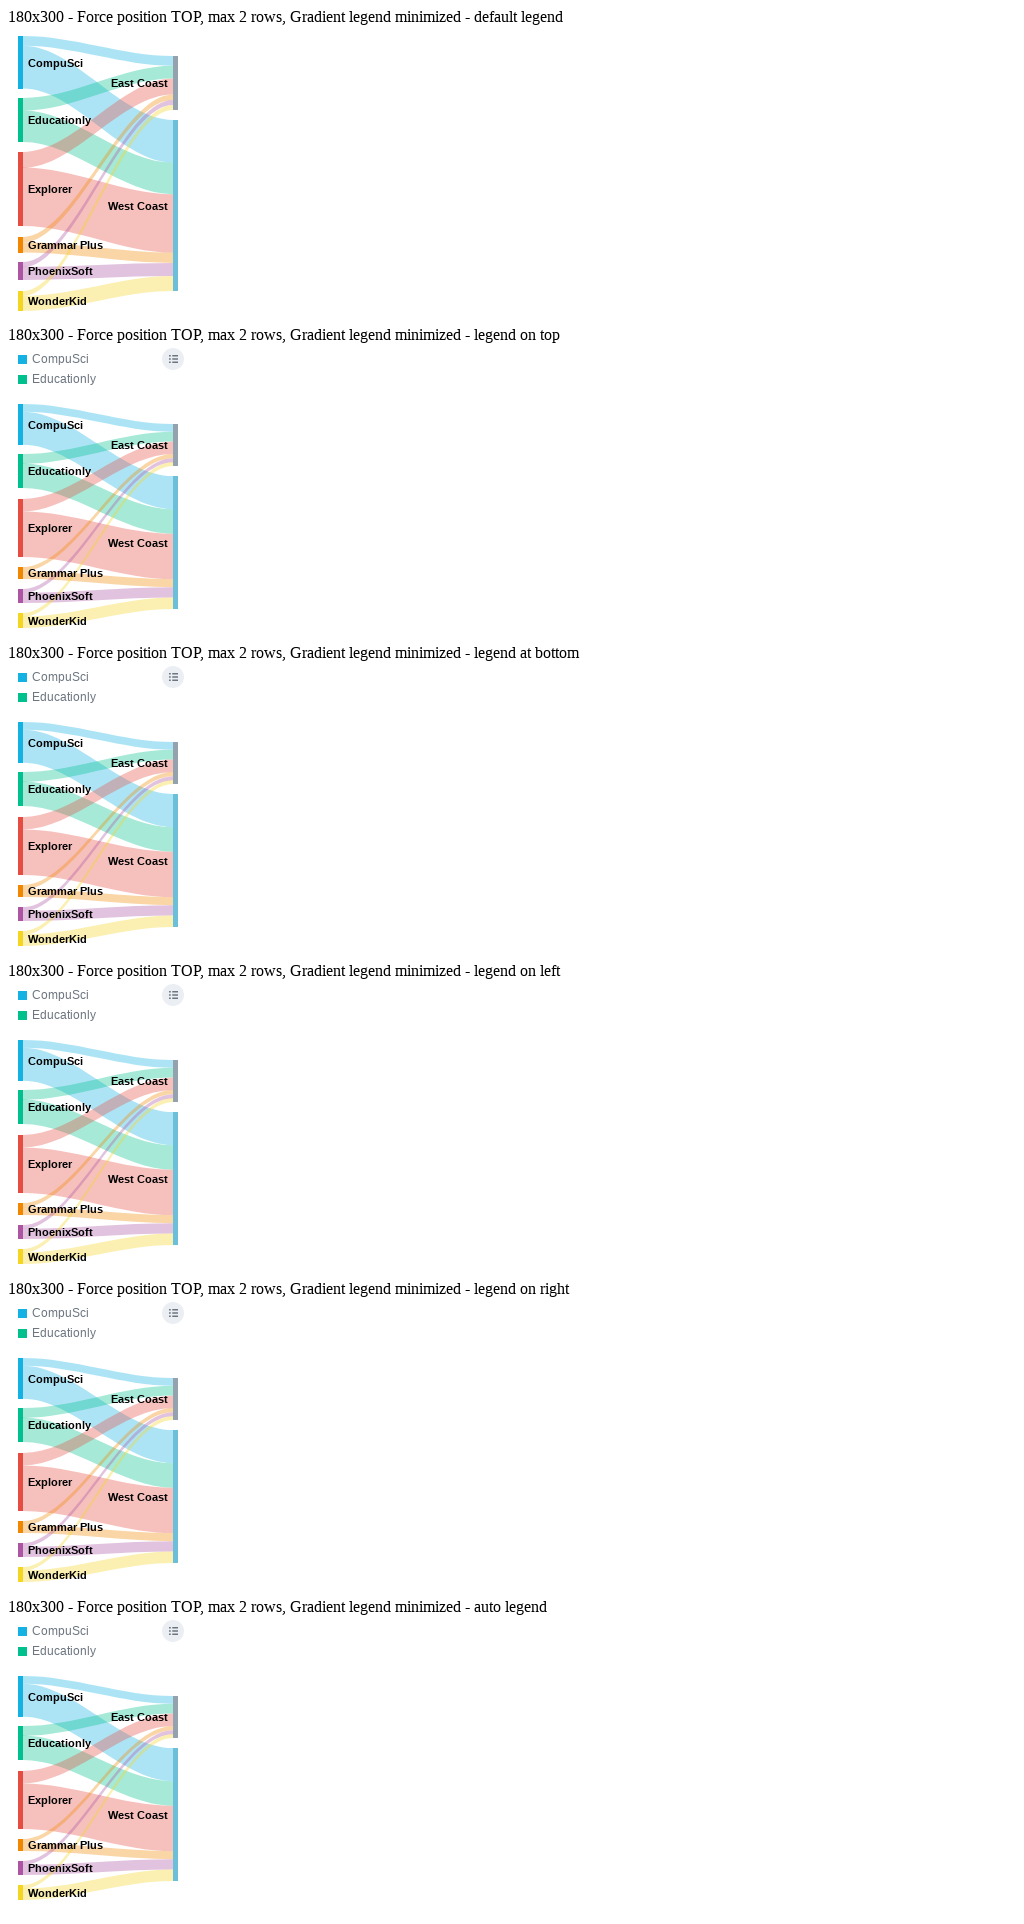 180x300 - Force position TOP, max 2 rows, Gradient legend minimized - default legend
CompuSci
East Coast
Educationly
Explorer
West Coast
Grammar Plus
PhoenixSoft
WonderKid
180x300 - Force position TOP, max 2 rows, Gradient legend minimized - legend on top
CompuSci
Educationly
CompuSci
East Coast
Educationly
Explorer
West Coast
Grammar Plus
PhoenixSoft
WonderKid
180x300 - Force position TOP, max 2 rows, Gradient legend minimized - legend at bottom
CompuSci
Educationly
CompuSci
East Coast
Educationly
Explorer
West Coast
Grammar Plus
PhoenixSoft
WonderKid
180x300 - Force position TOP, max 2 rows, Gradient legend minimized - legend on left
CompuSci
Educationly
CompuSci
East Coast
Educationly
Explorer
West Coast
Grammar Plus
PhoenixSoft
WonderKid
180x300 - Force position TOP, max 2 rows, Gradient legend minimized - legend on right
CompuSci
Educationly
CompuSci
East Coast
Educationly
Explorer
West Coast
Grammar Plus
PhoenixSoft
WonderKid
180x300 - Force position TOP, max 2 rows, Gradient legend minimized - auto legend
CompuSci
Educationly
CompuSci
East Coast
Educationly
Explorer
West Coast
Grammar Plus
PhoenixSoft
WonderKid